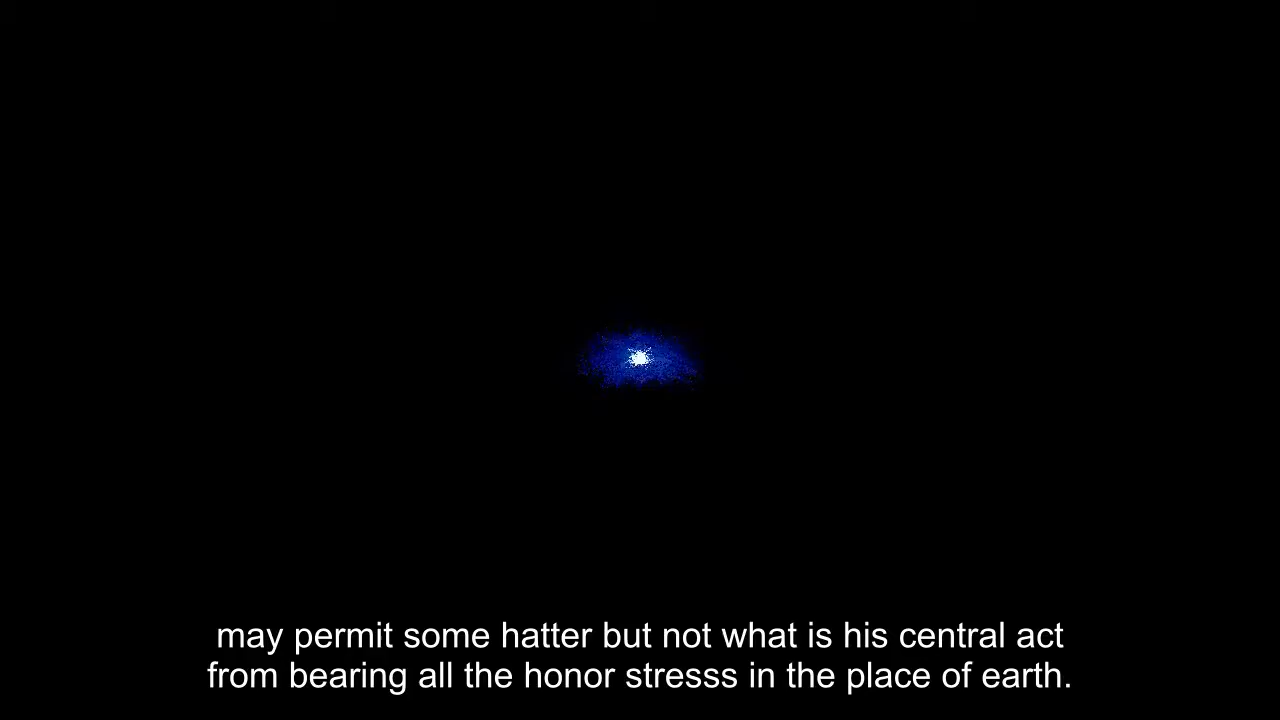 may permit some hatter but not what is his central act
from bearing all the honor stresss in the place of earth.